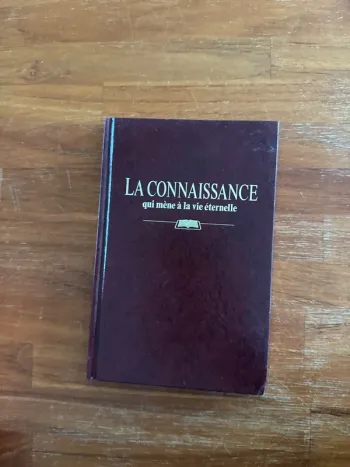 LA CONNAISSANCE
qui mène à la vie éternelle